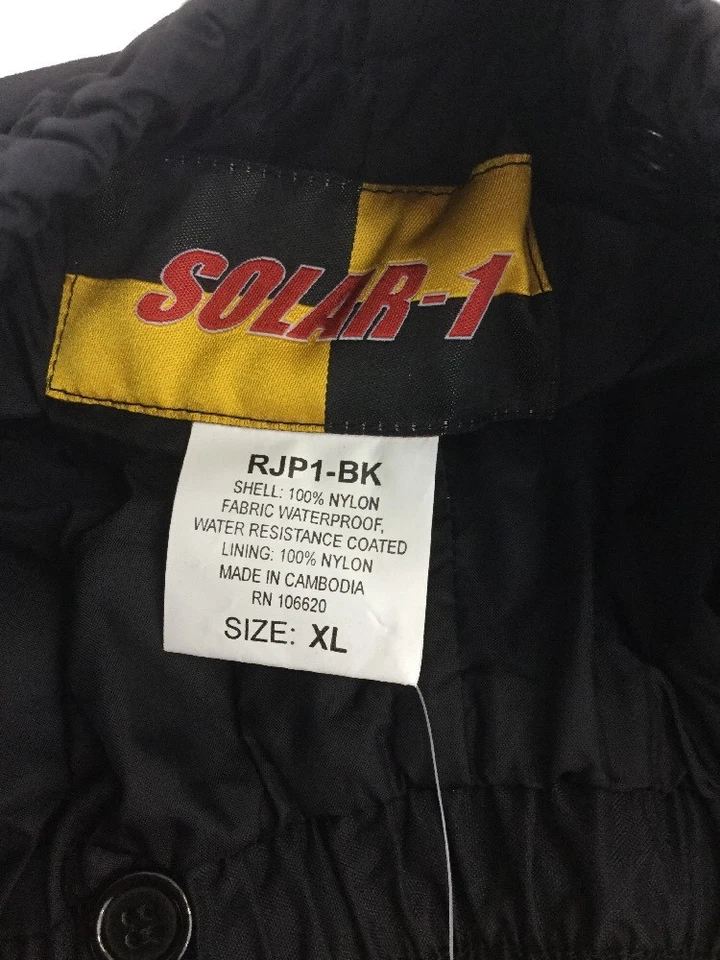 SOLAR-1
RJP1-BK
SHELL: 100% NYLON
FABRIC WATERPROOF,
WATER RESISTANCE COATED
LINING: 100% NYLON
MADE IN CAMBODIA
RN 106620
SIZE: XL